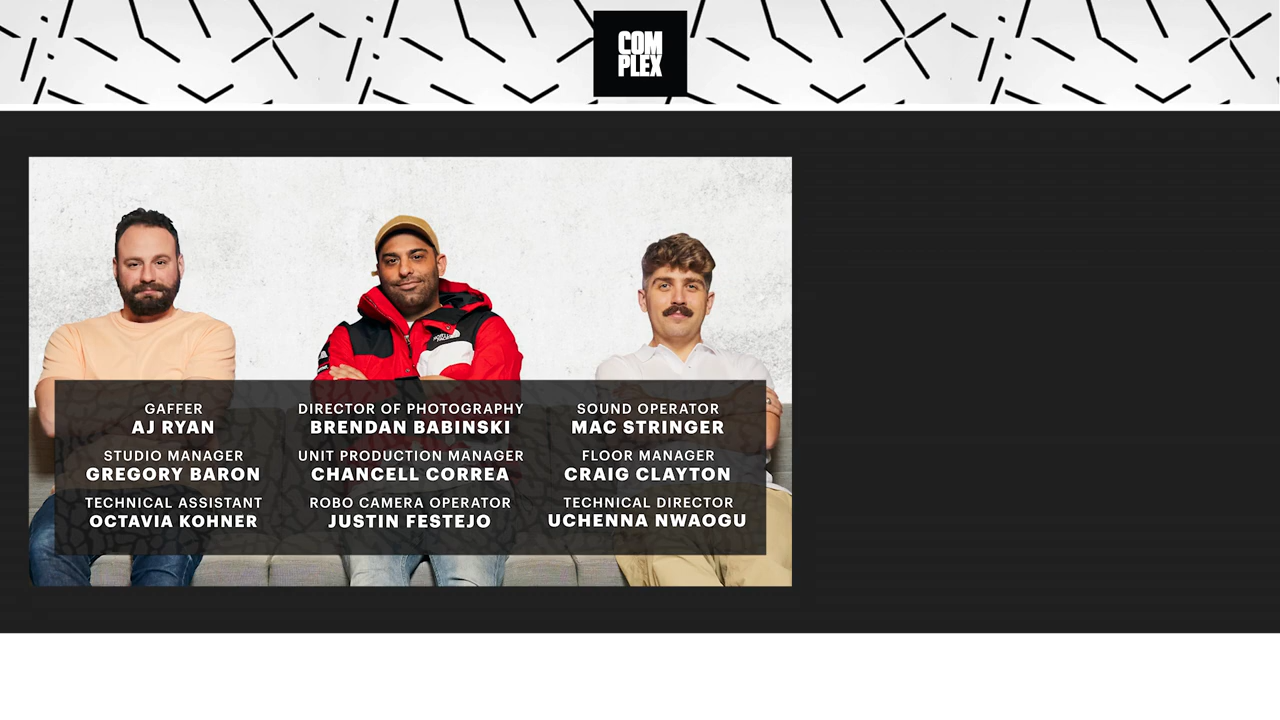 COM
PLEX
GAFFER
AJ RYAN
STUDIO MANAGER
GREGORY BARON
TECHNICAL ASSISTANT
OCTAVIA KOHNER
DIRECTOR OF PHOTOGRAPHY
BRENDAN BABINSKI
UNIT PRODUCTION MANAGER
CHANCELL CORREA
ROBO CAMERA OPERATOR
JUSTIN FESTEJO
SOUND OPERATOR
MAC STRINGER
FLOOR MANAGER
CRAIG CLAYTON
TECHNICAL DIRECTOR
UCHENNA NWAOGU